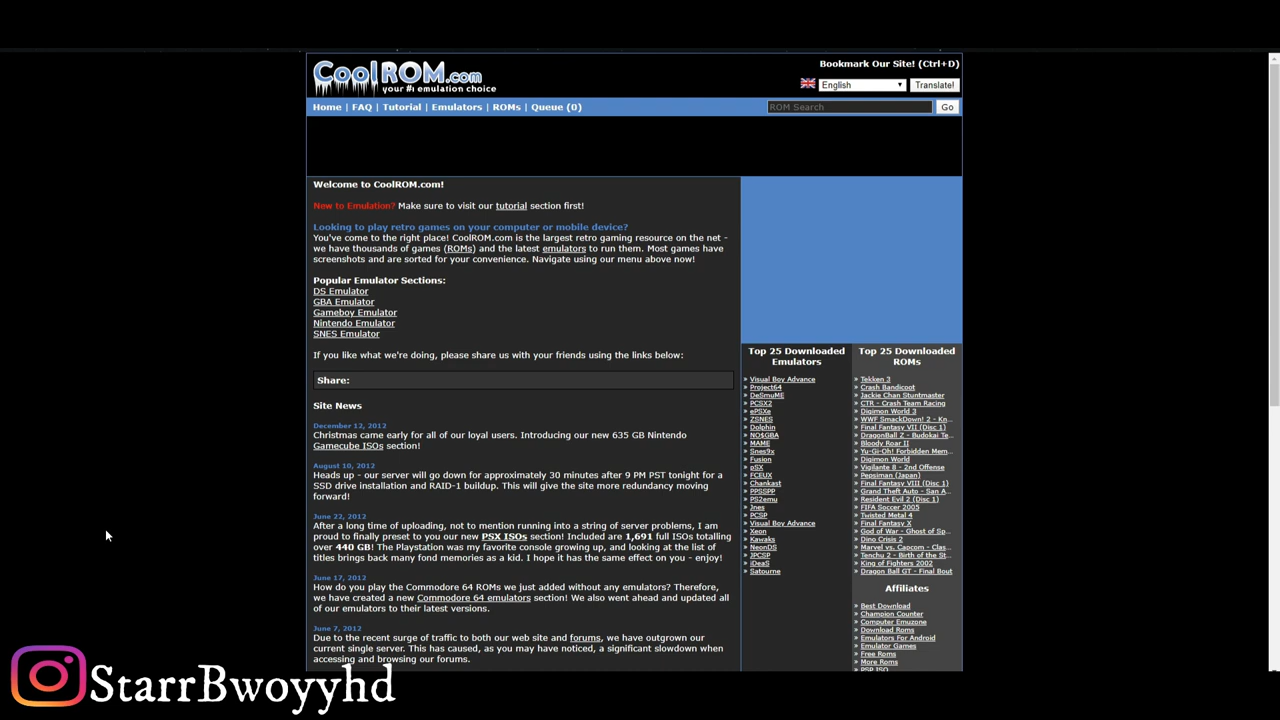 CoolROM.com
your #1 emulation choice
Bookmark Our Site! (Ctrl+D)
English
Translate!
Home | FAQ | Tutorial | Emulators | ROMs | Queue (0)
ROM Search
Go
Welcome to CoolROM.com!
New to Emulation? Make sure to visit our tutorial section first!
Looking to play retro games on your computer or mobile device?
You've come to the right place! CoolROM.com is the largest retro gaming resource on the net -
we have thousands of games (ROMs) and the latest emulators to run them. Most games have
screenshots and are sorted for your convenience. Navigate using our menu above now!
Popular Emulator Sections:
DS Emulator
GBA Emulator
Gameboy Emulator
Nintendo Emulator
SNES Emulator
If you like what we're doing, please share us with your friends using the links below:
Share:
Site News
December 12, 2012
Christmas came early for all of our loyal users. Introducing our new 635 GB Nintendo
Gamecube ISOs section!
August 10, 2012
Heads up - our server will go down for approximately 30 minutes after 9 PM PST tonight for a
SSD drive installation and RAID-1 buildup. This will give the site more redundancy moving
forward!
June 22, 2012
After a long time of uploading, not to mention running into a string of server problems, I am
proud to finally preset to you our new PSX ISOs section! Included are 1,691 full ISOs totalling
over 440 GB! The Playstation was my favorite console growing up, and looking at the list of
titles brings back many fond memories as a kid. I hope it has the same effect on you - enjoy!
June 17, 2012
How do you play the Commodore 64 ROMs we just added without any emulators? Therefore,
we have created a new Commodore 64 emulators section! We also went ahead and updated all
of our emulators to their latest versions.
June 7, 2012
Due to the recent surge of traffic to both our web site and forums, we have outgrown our
current single server. This has caused, as you may have noticed, a significant slowdown when
accessing and browsing our forums.
Top 25 Downloaded
Emulators
» Visual Boy Advance
» Project64
» DeSmuME
» PCSX2
» ePSXe
» ZSNES
» Dolphin
» NO$GBA
» MAME
» Snes9x
» Fusion
» pSX
» FCEUX
» Chankast
» PPSSPP
» PS2emu
» Jnes
» PCSP
» Visual Boy Advance
» Xeon
» Kawaks
» NeonDS
» JPCSP
» iDeaS
» Satourne
Top 25 Downloaded
ROMs
» Tekken 3
» Crash Bandicoot
» Jackie Chan Stuntmaster
» CTR - Crash Team Racing
» Digimon World 3
» WWF SmackDown! 2 - Kn...
» Final Fantasy VII (Disc 1)
» DragonBall Z - Budokai Te...
» Bloody Roar II
» Yu-Gi-Oh! Forbidden Mem...
» Digimon World
» Vigilante 8 - 2nd Offense
» Pepsiman (Japan)
» Final Fantasy VIII (Disc 1)
» Grand Theft Auto - San A...
» Resident Evil 2 (Disc 1)
» FIFA Soccer 2005
» Twisted Metal 4
» Final Fantasy X
» God of War - Ghost of Sp...
» Dino Crisis 2
» Marvel vs. Capcom - Clas...
» Tenchu 2 - Birth of the St...
» King of Fighters 2002
» Dragon Ball GT - Final Bout
Affiliates
» Best Download
» Champion Counter
» Computer Emuzone
» Download Roms
» Emulators For Android
» Emulator Games
» Free Roms
» More Roms
» PSP ISO
StarrBwoyyhd